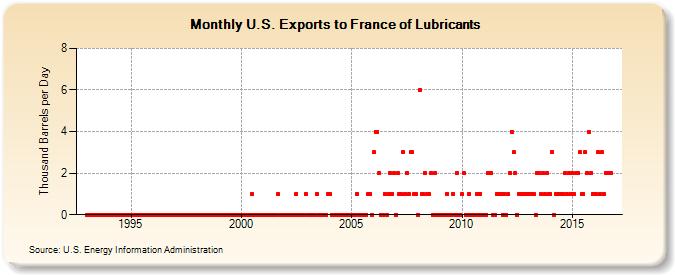 Monthly U.S. Exports to France of Lubricants
Thousand Barrels per Day
8
6
4
2
0
1995 2000 2005 2010 2015
Source: U.S. Energy Information Administration